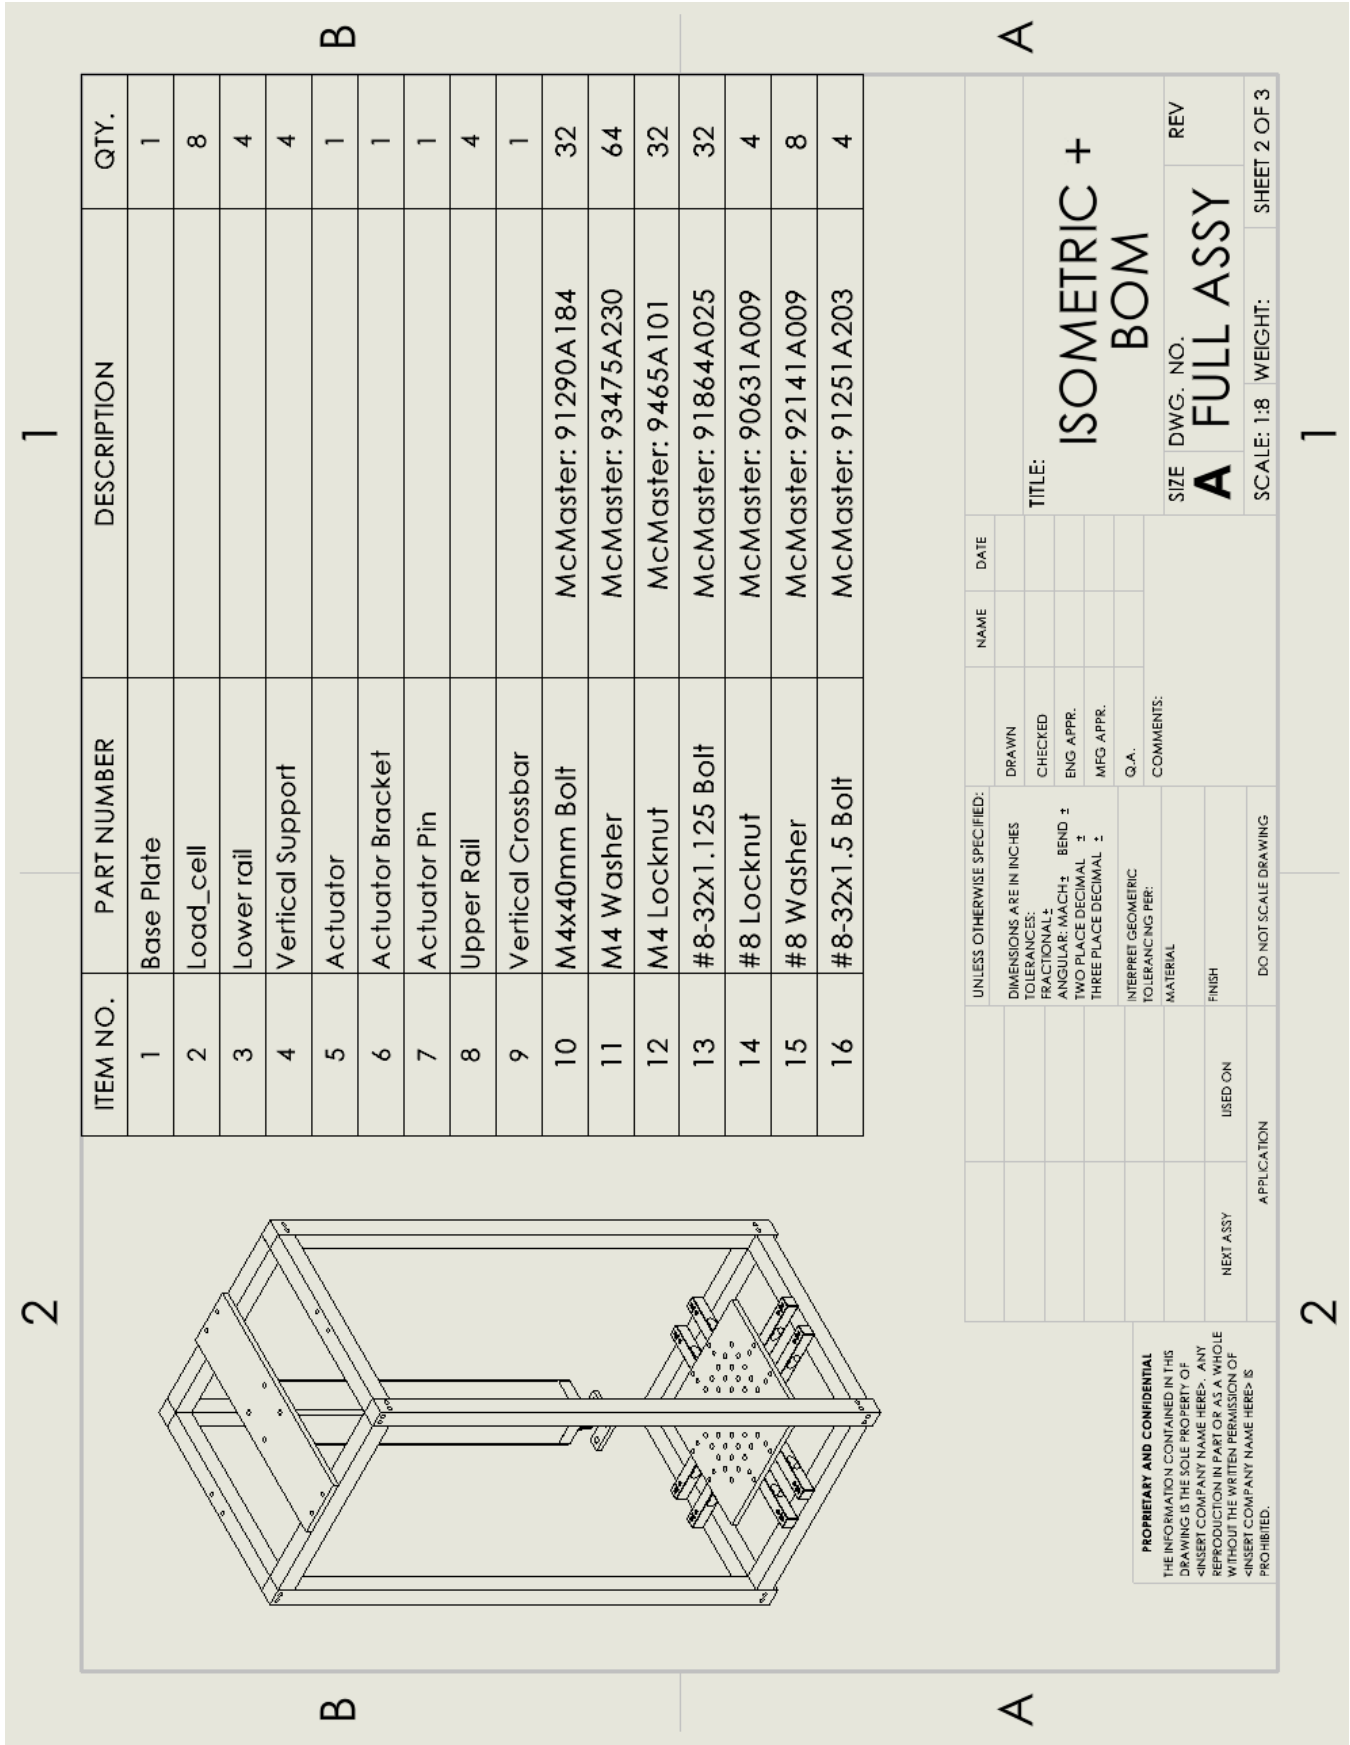 2
1
B
B
ITEM NO. PART NUMBER DESCRIPTION QTY.
1 Base Plate 1
2 Load_cell 8
3 Lower rail 4
4 Vertical Support 4
5 Actuator 1
6 Actuator Bracket 1
7 Actuator Pin 1
8 Upper Rail 4
9 Vertical Crossbar 1
10 M4x40mm Bolt McMaster: 91290A184 32
11 M4 Washer McMaster: 93475A230 64
12 M4 Locknut McMaster: 9465A101 32
13 #8-32x1.125 Bolt McMaster: 91864A025 32
14 #8 Locknut McMaster: 90631A009 4
15 #8 Washer McMaster: 92141A009 8
16 #8-32x1.5 Bolt McMaster: 91251A203 4
A
A
PROPRIETARY AND CONFIDENTIAL
THE INFORMATION CONTAINED IN THIS
DRAWING IS THE SOLE PROPERTY OF
<INSERT COMPANY NAME HERE>. ANY
REPRODUCTION IN PART OR AS A WHOLE
WITHOUT THE WRITTEN PERMISSION OF
<INSERT COMPANY NAME HERE> IS
PROHIBITED.
NEXT ASSY
USED ON
APPLICATION
UNLESS OTHERWISE SPECIFIED:
DIMENSIONS ARE IN INCHES
TOLERANCES:
FRACTIONAL±
ANGULAR: MACH± BEND ±
TWO PLACE DECIMAL ±
THREE PLACE DECIMAL ±
INTERPRET GEOMETRIC
TOLERANCING PER:
MATERIAL
FINISH
DO NOT SCALE DRAWING
NAME
DATE
DRAWN
CHECKED
ENG APPR.
MFG APPR.
Q.A.
COMMENTS:
TITLE:
ISOMETRIC +
BOM
SIZE DWG. NO. REV
A FULL ASSY
SCALE: 1:8 WEIGHT: SHEET 2 OF 3
2
1